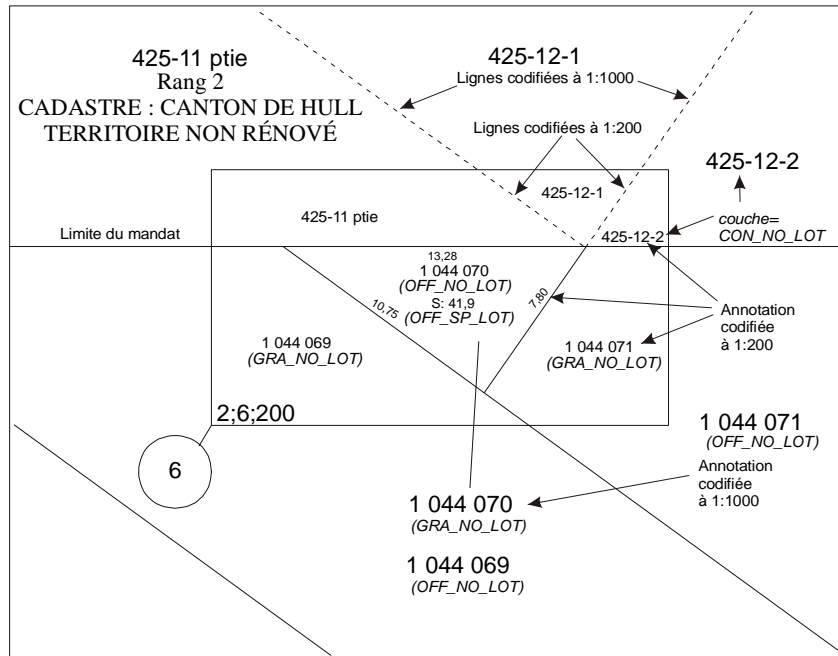 425-11 ptie
Rang 2
CADASTRE : CANTON DE HULL
TERRITOIRE NON RÉNOVÉ
425-12-1
Lignes codifiées à 1:1000
Lignes codifiées à 1:200
425-12-2
425-12-1
couche=
CON_NO_LOT
425-11 ptie
Limite du mandat
425-12-2
13,28
1 044 070
(OFF_NO_LOT)
S: 41,9
(OFF_SP_LOT)
10,75
7,80
Annotation
codifiée
à 1:200
1 044 069
(GRA_NO_LOT)
1 044 071
(GRA_NO_LOT)
2;6;200
6
1 044 071
(OFF_NO_LOT)
Annotation
codifiée
à 1:1000
1 044 070
(GRA_NO_LOT)
1 044 069
(OFF_NO_LOT)